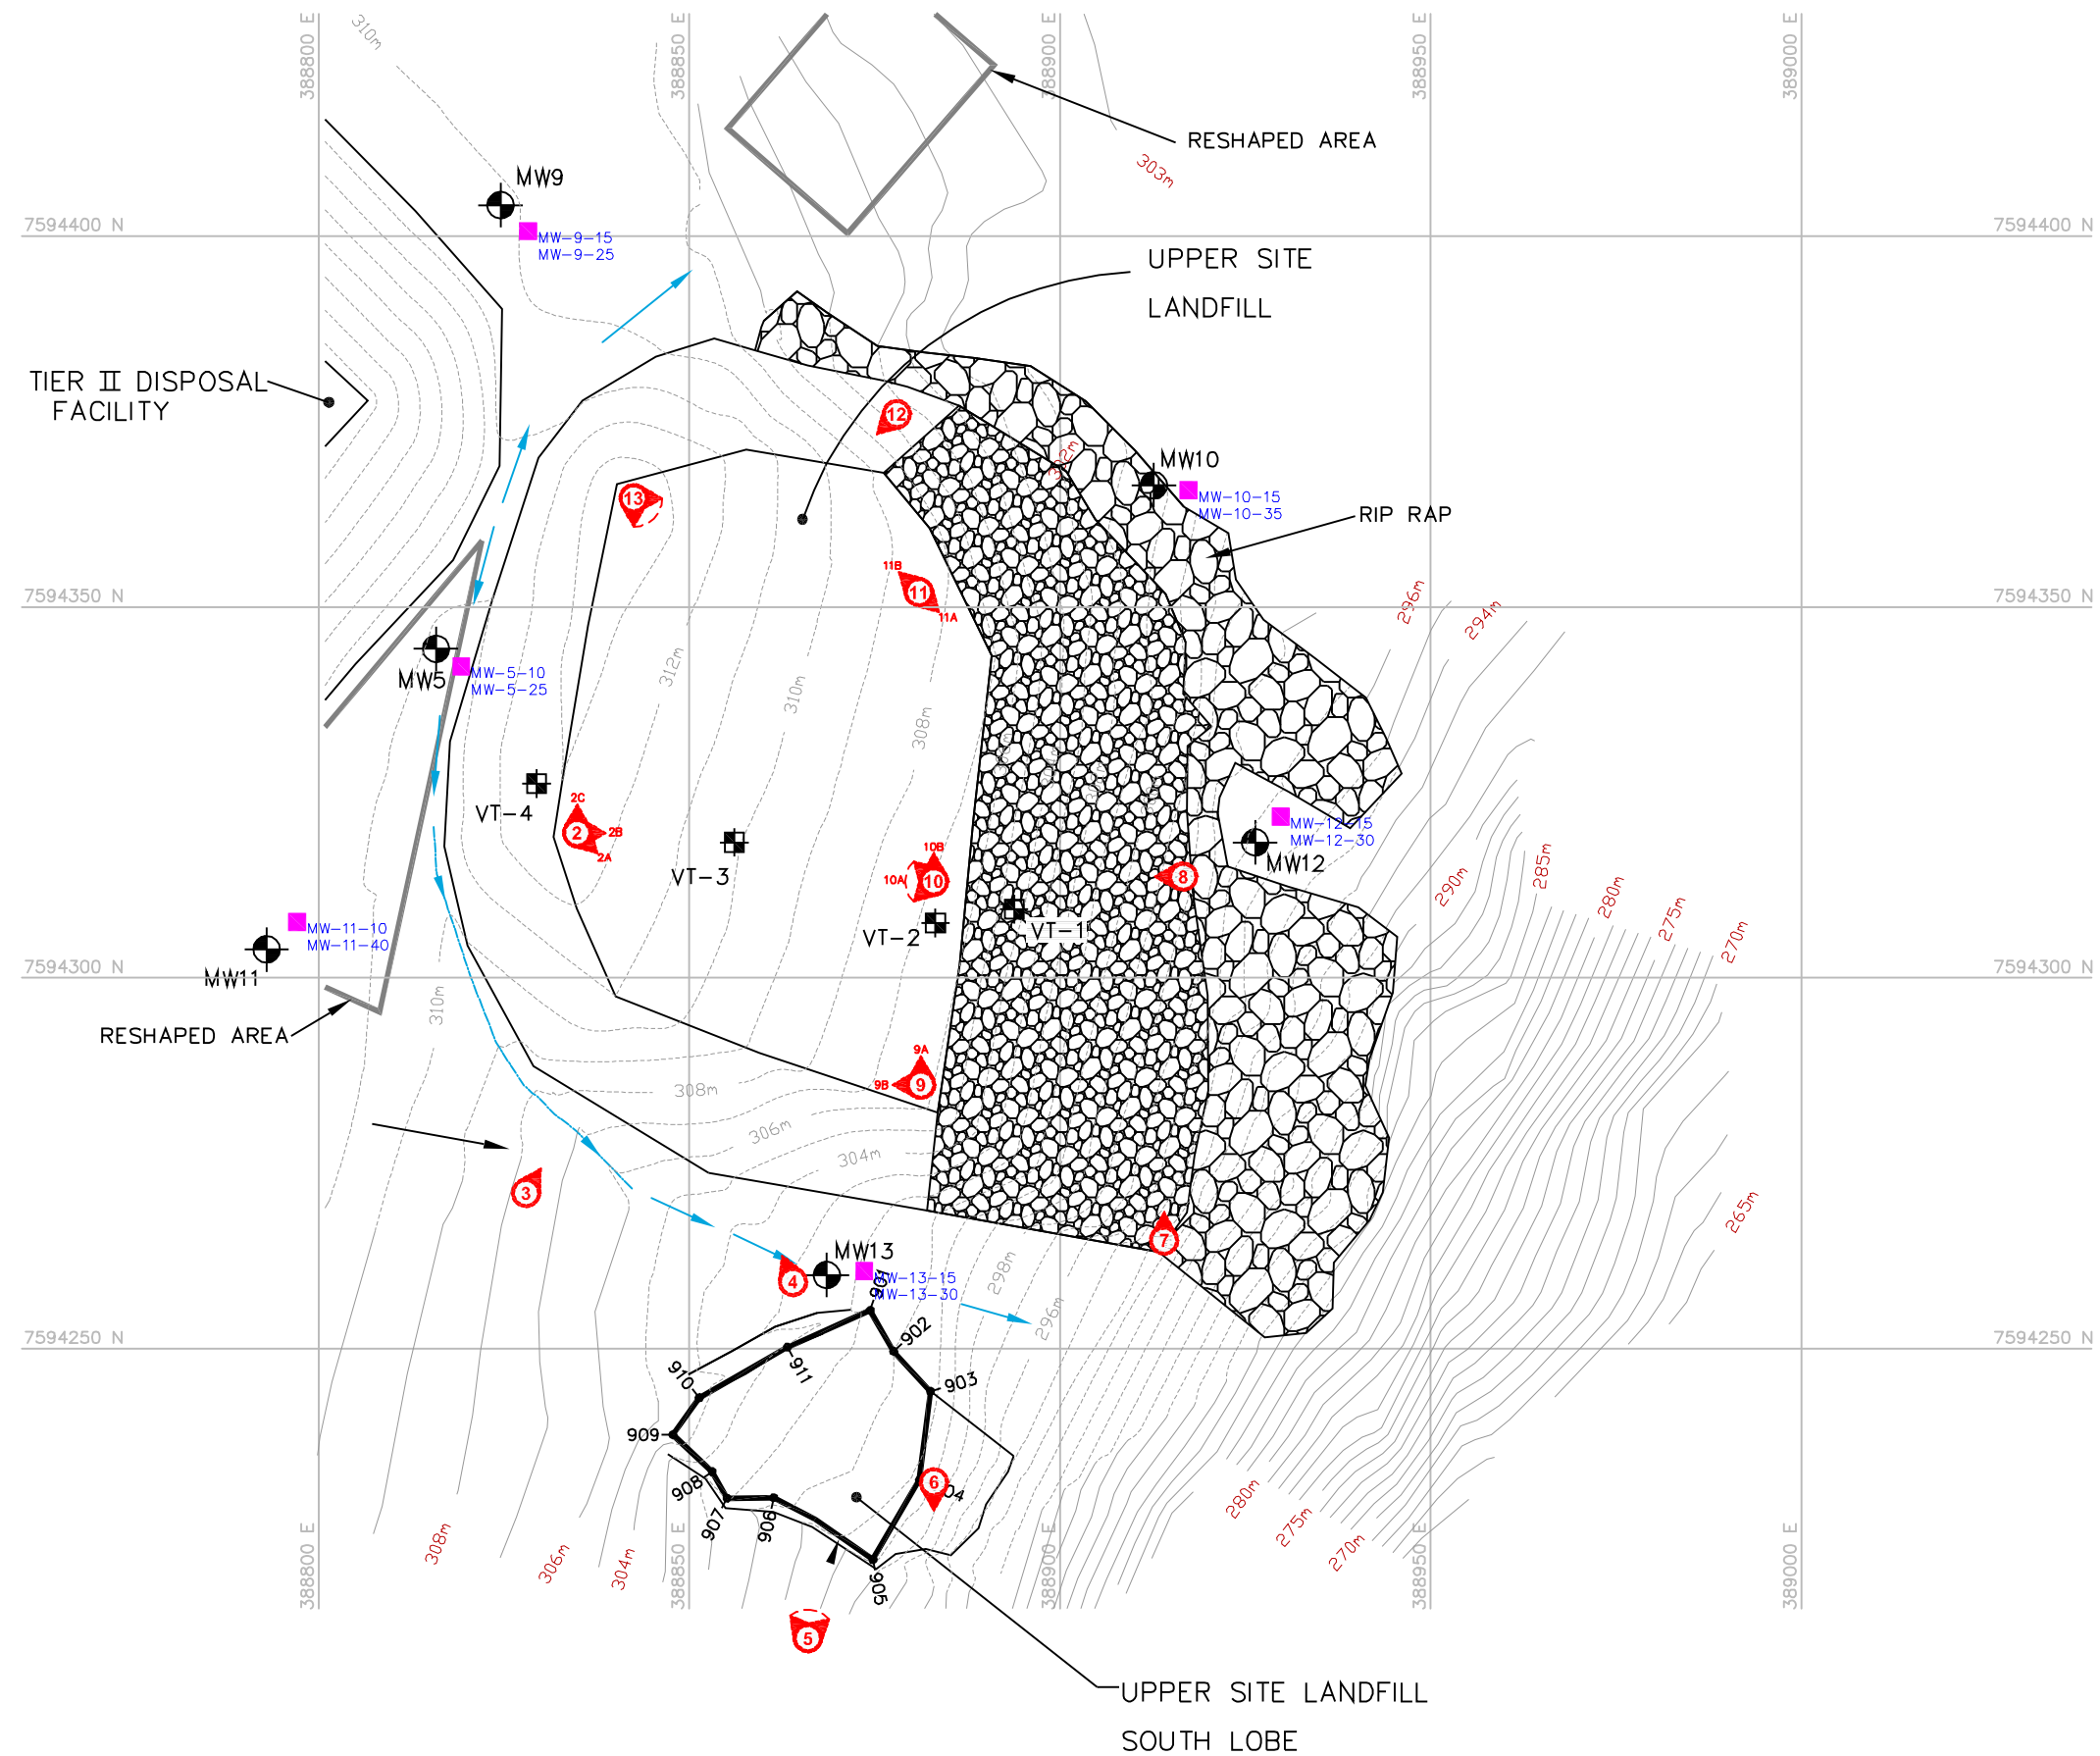 388800 E
388850 E
388900 E
388950 E
389000 E
310m
RESHAPED AREA
303m
MW9
7594400 N
7594400 N
MW-9-15
MW-9-25
UPPER SITE
LANDFILL
TIER II DISPOSAL
FACILITY
12
302m
MW10
13
MW-10-15
MW-10-35
RIP RAP
11B
11
11A
7594350 N
7594350 N
296m
294m
MW5
MW-5-10
MW-5-25
312m
310m
308m
VT-4
2C
2
2B
2A
MW-12-15
MW-12-30
MW12
VT-3
10B
10A
10
8
290m
285m
280m
275m
270m
VT-2
VT-1
MW-11-10
MW-11-40
MW11
7594300 N
7594300 N
310m
RESHAPED AREA
9A
9B
9
308m
306m
304m
3
265m
7
MW13
4
MW-13-15
MW-13-30
901
298m
296m
902
7594250 N
7594250 N
910
911
903
909
908
6
907
906
280m
275m
270m
308m
306m
304m
905
388800 E
388850 E
388900 E
388950 E
389000 E
5
UPPER SITE LANDFILL
SOUTH LOBE